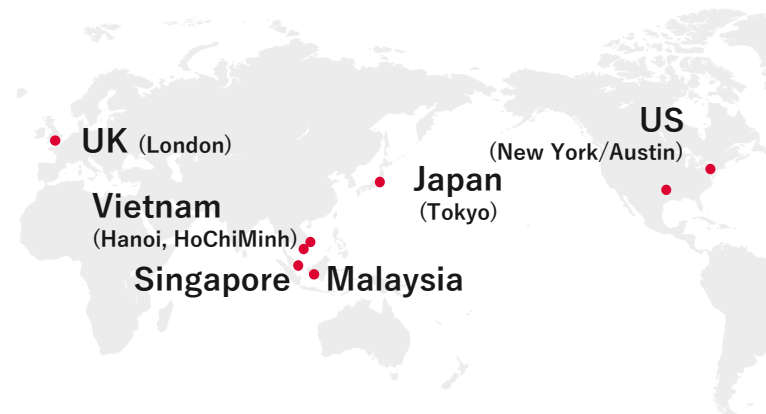 UK (London)
US
(New York/Austin)
Japan
(Tokyo)
Vietnam
(Hanoi, HoChiMinh)
Singapore
Malaysia